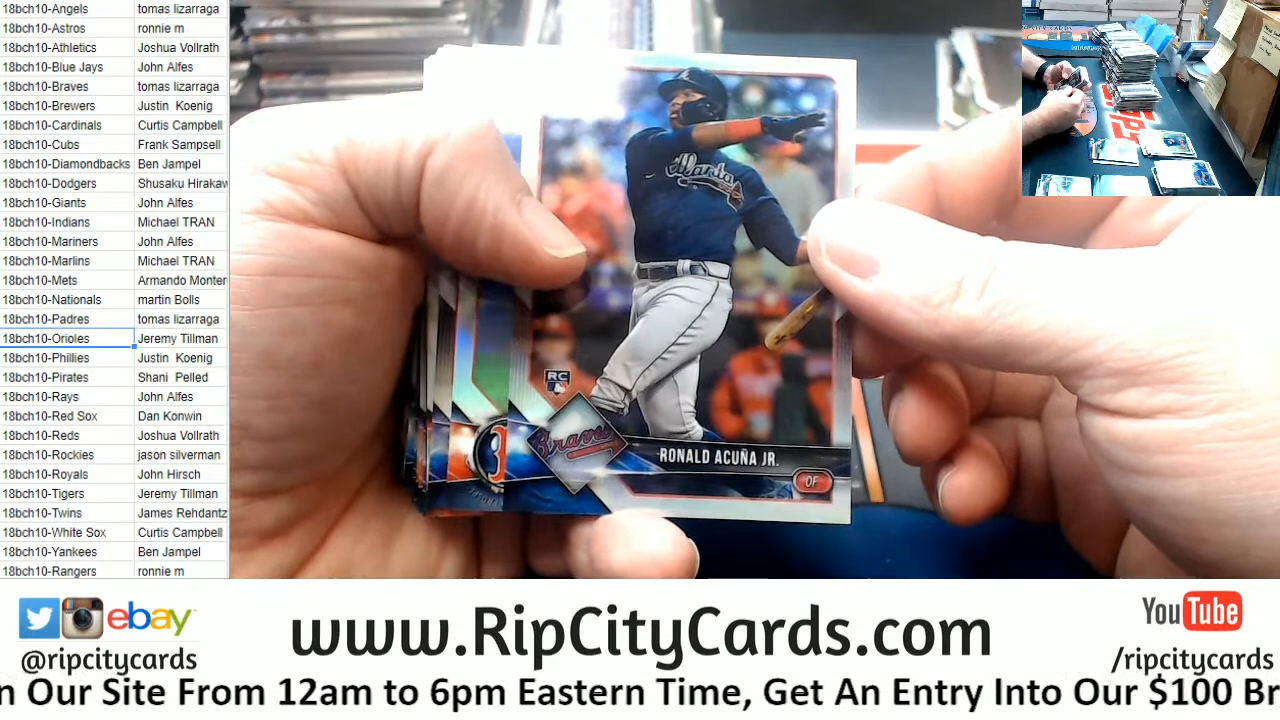 18bch10-Angels tomas lizarraga
18bch10-Astros ronnie m
18bch10-Athletics Joshua Vollrath
18bch10-Blue Jays John Alfes
18bch10-Braves tomas lizarraga
18bch10-Brewers Justin Koenig
18bch10-Cardinals Curtis Campbell
18bch10-Cubs Frank Sampsell
18bch10-Diamondbacks Ben Jampel
18bch10-Dodgers Shusaku Hirakaw
18bch10-Giants John Alfes
18bch10-Indians Michael TRAN
18bch10-Mariners John Alfes
18bch10-Marlins Michael TRAN
18bch10-Mets Armando Monter
18bch10-Nationals martin Bolls
18bch10-Padres tomas lizarraga
18bch10-Orioles Jeremy Tillman
18bch10-Phillies Justin Koenig
18bch10-Pirates Shani Pelled
18bch10-Rays John Alfes
18bch10-Red Sox Dan Konwin
18bch10-Reds Joshua Vollrath
18bch10-Rockies jason silverman
18bch10-Royals John Hirsch
18bch10-Tigers Jeremy Tillman
18bch10-Twins James Rehdantz
18bch10-White Sox Curtis Campbell
18bch10-Yankees Ben Jampel
18bch10-Rangers ronnie m
Atlanta
RC
Braves
RONALD ACUÑA JR.
OF
ebay
@ripcitycards
www.RipCityCards.com
YouTube
/ripcitycards
n Our Site From 12am to 6pm Eastern Time, Get An Entry Into Our $100 Br